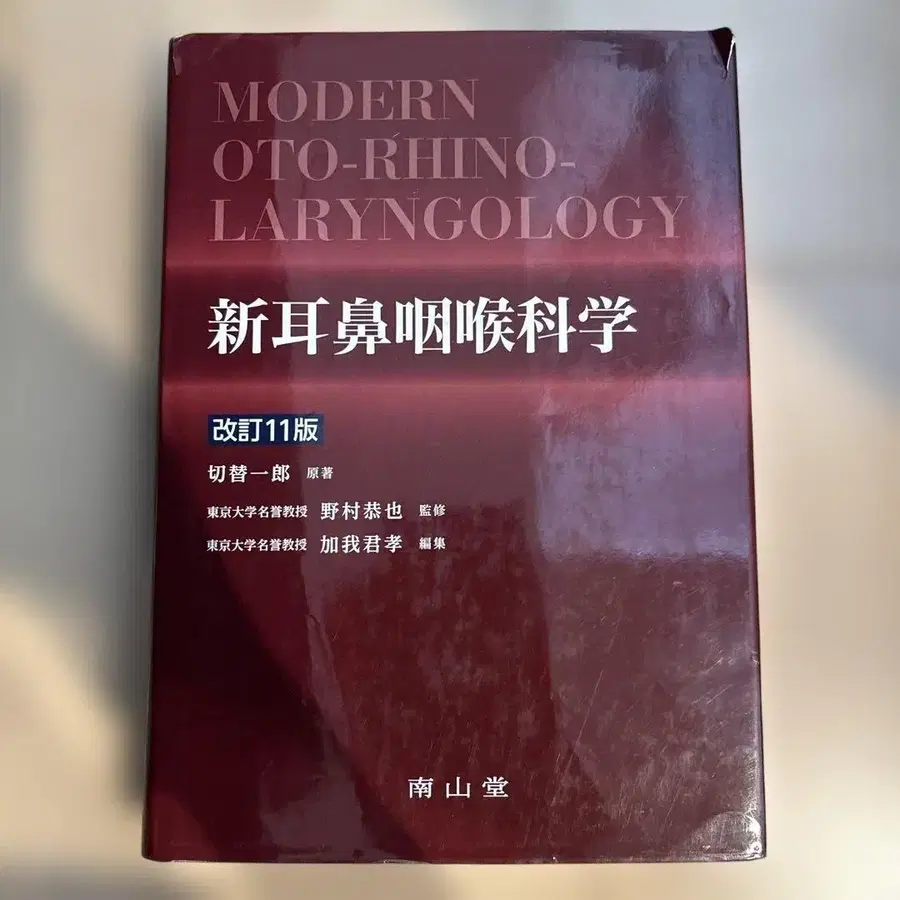 MODERN
OTO-RHINO-
LARYNGOLOGY
新耳鼻咽喉科学
改訂11版
切替一郎 原著
東京大学名誉教授 野村恭也 監修
東京大学名誉教授 加我君孝 編集
南山堂